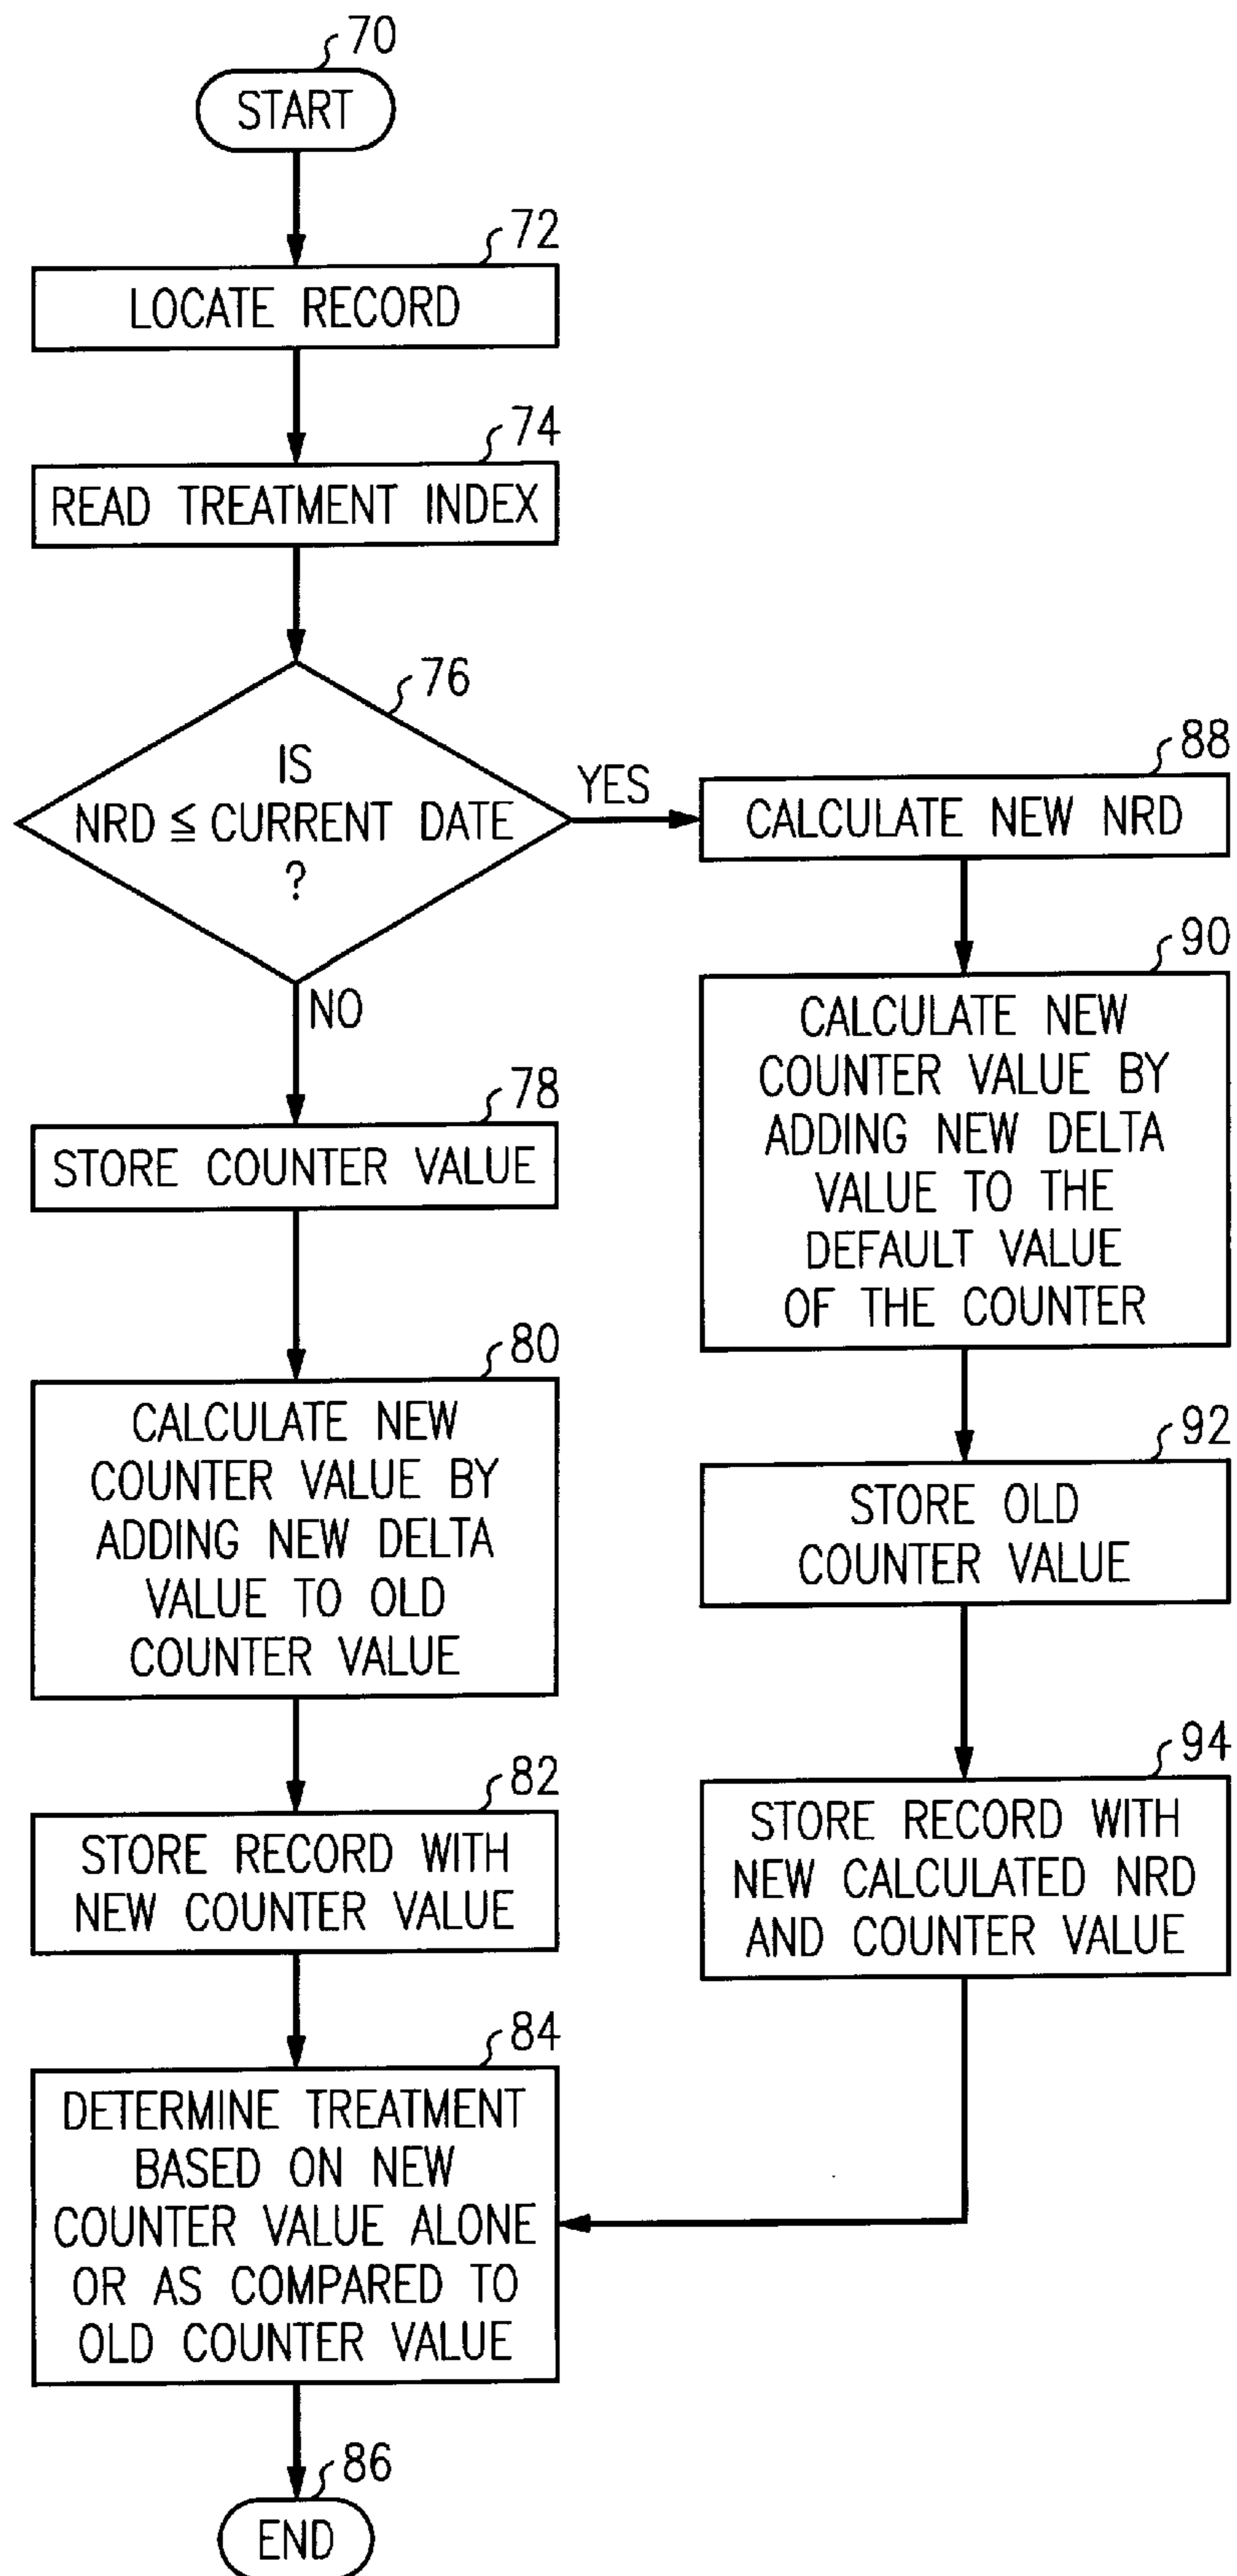 70
START
72
LOCATE RECORD
74
READ TREATMENT INDEX
76
IS
NRD ≦ CURRENT DATE
?
YES
NO
78
STORE COUNTER VALUE
80
CALCULATE NEW
COUNTER VALUE BY
ADDING NEW DELTA
VALUE TO OLD
COUNTER VALUE
82
STORE RECORD WITH
NEW COUNTER VALUE
84
DETERMINE TREATMENT
BASED ON NEW
COUNTER VALUE ALONE
OR AS COMPARED TO
OLD COUNTER VALUE
86
END
88
CALCULATE NEW NRD
90
CALCULATE NEW
COUNTER VALUE BY
ADDING NEW DELTA
VALUE TO THE
DEFAULT VALUE
OF THE COUNTER
92
STORE OLD
COUNTER VALUE
94
STORE RECORD WITH
NEW CALCULATED NRD
AND COUNTER VALUE